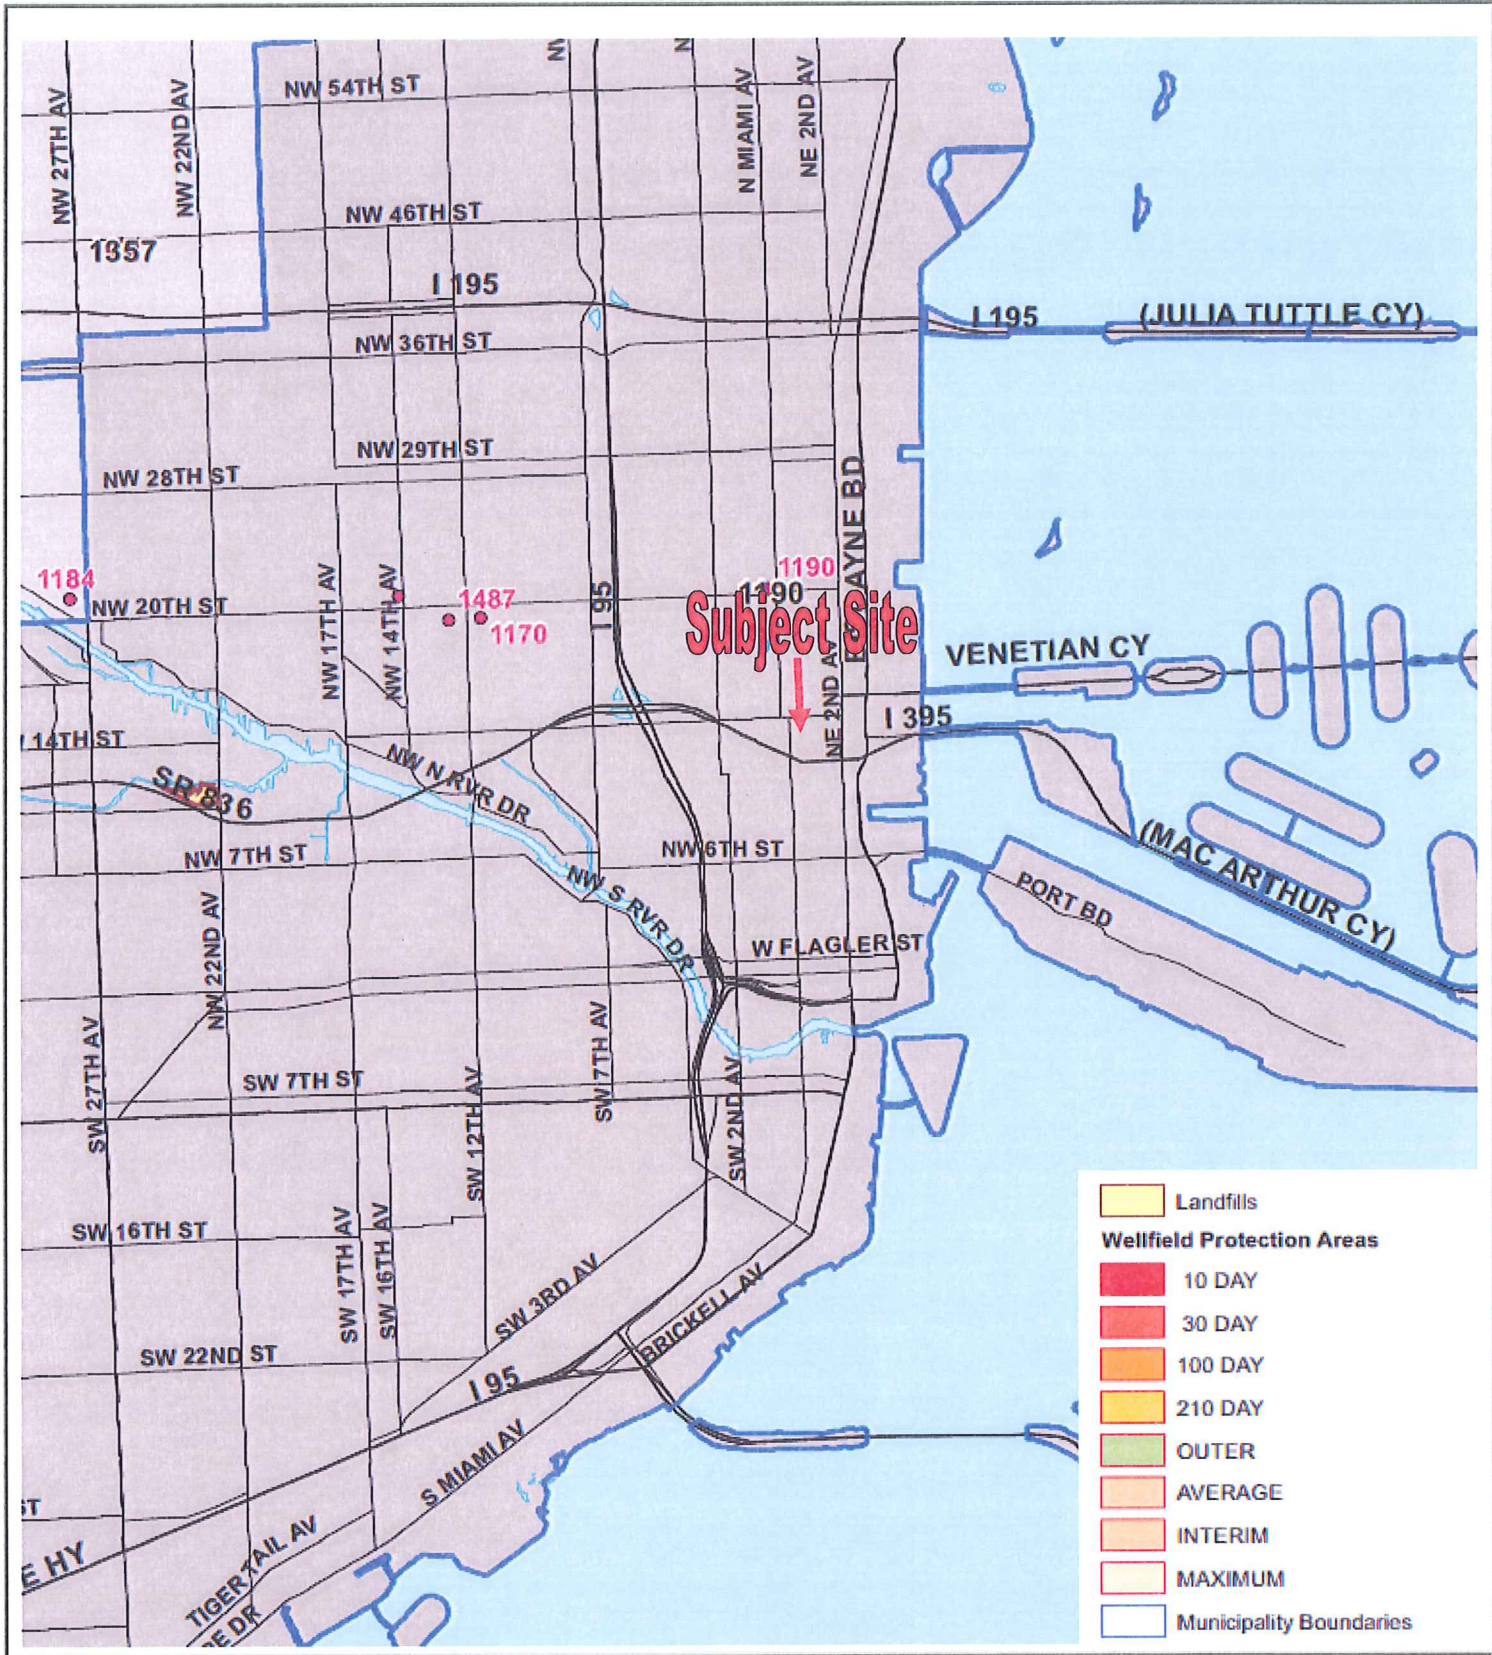 NW 54TH ST
NW 27TH AV
NW 22ND AV
N MIAMI AV
NE 2ND AV
NW 46TH ST
1357
I 195
I 195
(JULIA TUTTLE CY)
NW 36TH ST
NW 29TH ST
NW 28TH ST
AYNE BD
1184
NW 20TH ST
NW 17TH AV
NW 14TH AV
1487
1170
I 95
1190
1190
Subject Site
NE 2ND AV
VENETIAN CY
I 395
14TH ST
SR 836
NW N RVR DR
NW 7TH ST
NW 6TH ST
(MAC ARTHUR CY)
PORT BD
NW S RVR DR
NW 22ND AV
W FLAGLER ST
SW 27TH AV
SW 7TH ST
SW 12TH AV
SW 7TH AV
SW 2ND AV
SW 16TH ST
SW 17TH AV
SW 16TH AV
SW 3RD AV
BRICKELL AV
SW 22ND ST
I 95
S MIAMI AV
ST
E HY
TIGER TAIL AV
RE DR
Landfills
Wellfield Protection Areas
10 DAY
30 DAY
100 DAY
210 DAY
OUTER
AVERAGE
INTERIM
MAXIMUM
Municipality Boundaries